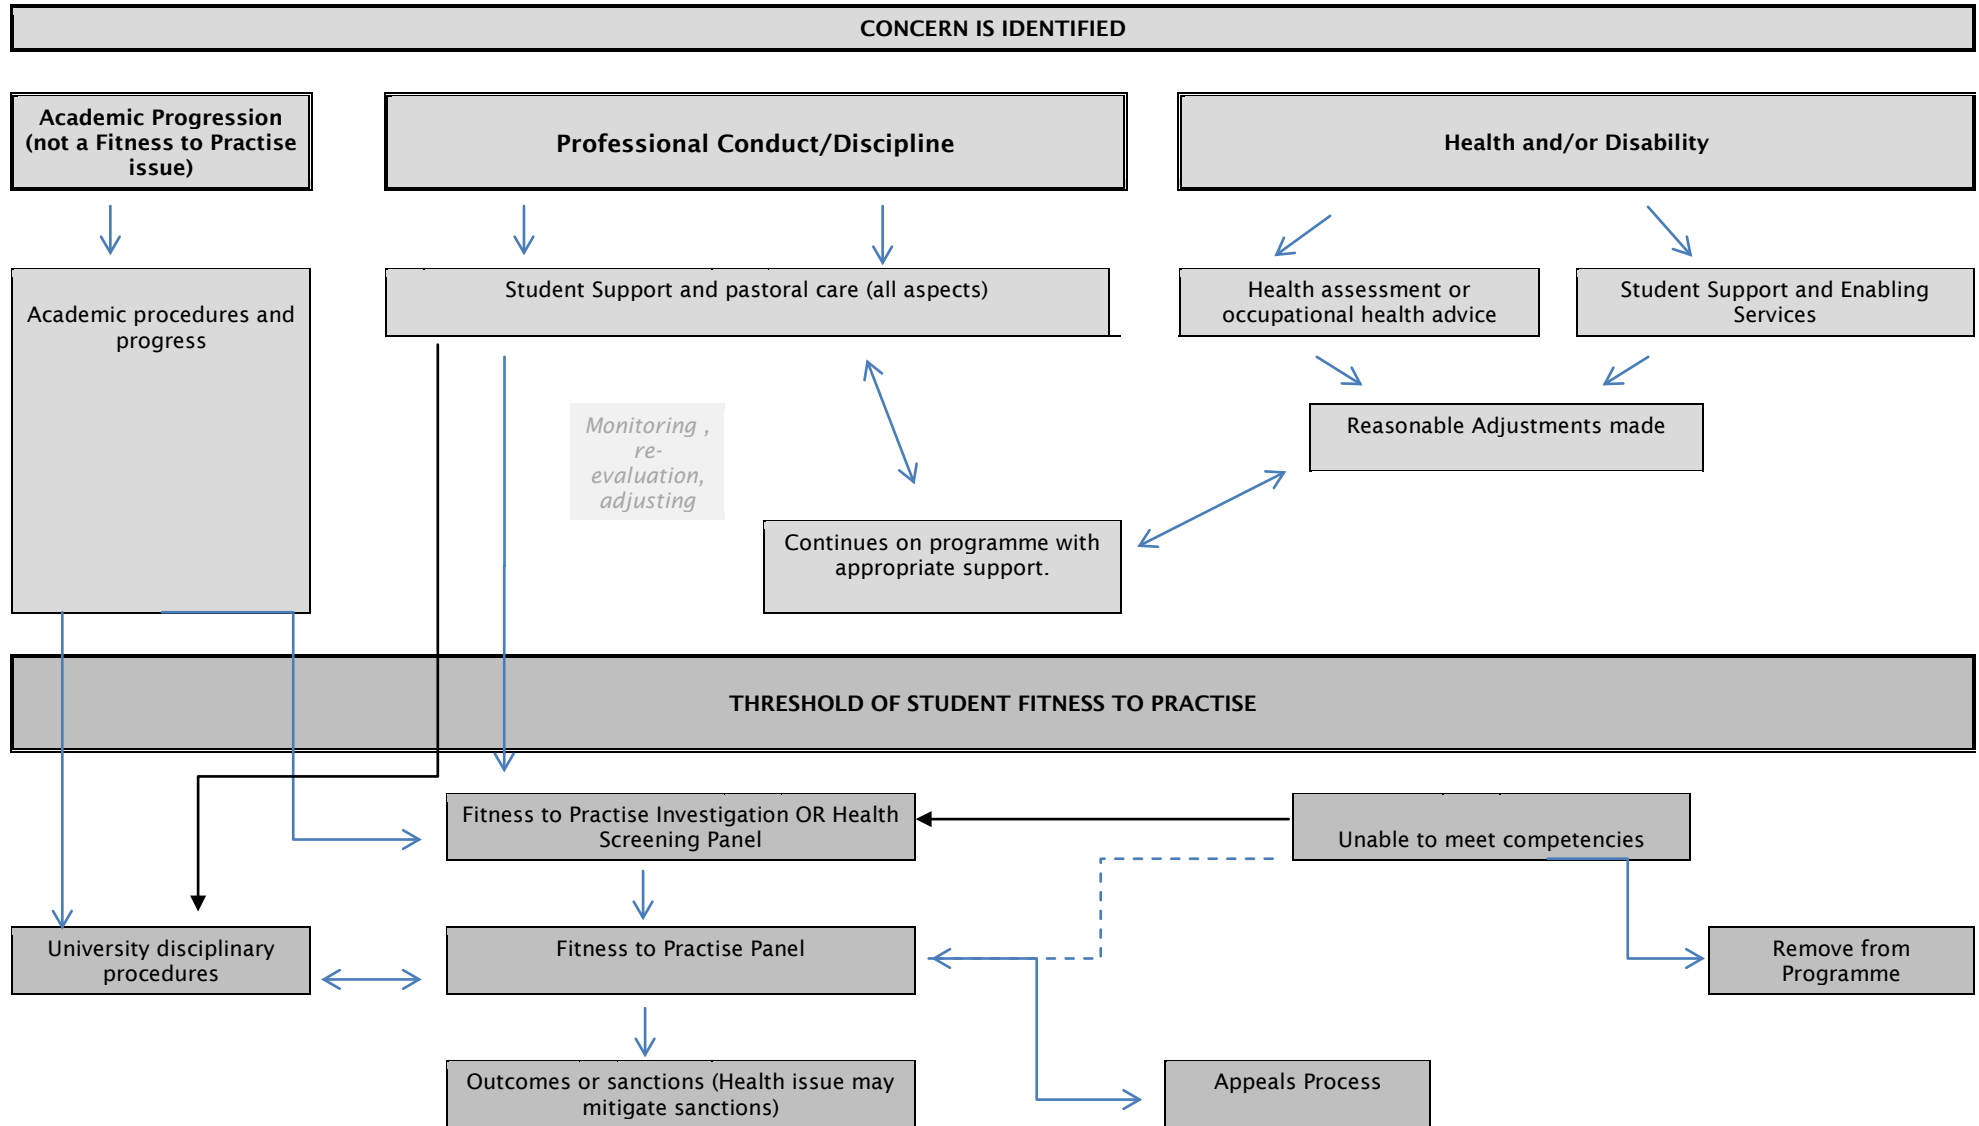 CONCERN IS IDENTIFIED
Academic Progression
(not a Fitness to Practise
issue)
Professional Conduct/Discipline
Health and/or Disability
Academic procedures and
progress
Student Support and pastoral care (all aspects)
Health assessment or
occupational health advice
Student Support and Enabling
Services
Monitoring ,
re-
evaluation,
adjusting
Reasonable Adjustments made
Continues on programme with
appropriate support.
THRESHOLD OF STUDENT FITNESS TO PRACTISE
Fitness to Practise Investigation OR Health
Screening Panel
Unable to meet competencies
University disciplinary
procedures
Fitness to Practise Panel
Remove from
Programme
Outcomes or sanctions (Health issue may
mitigate sanctions)
Appeals Process